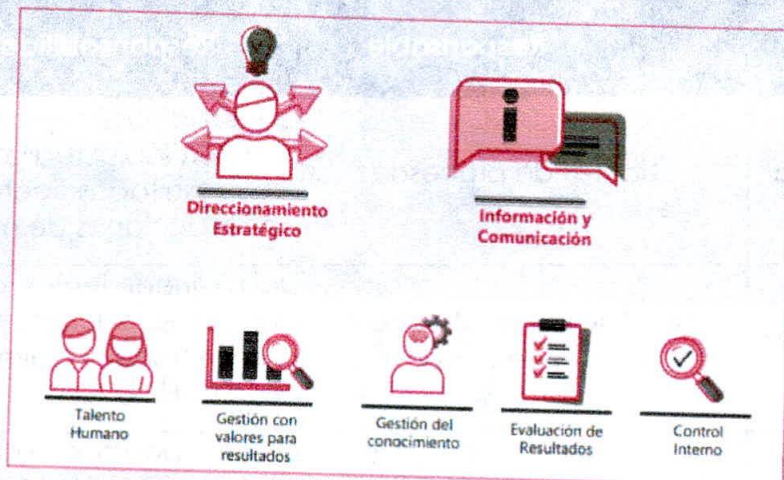 Direccionamiento
Estratégico
Información y
Comunicación
Talento
Humano
Gestión con
valores para
resultados
Gestión del
conocimiento
Evaluación de
Resultados
Control
Interno